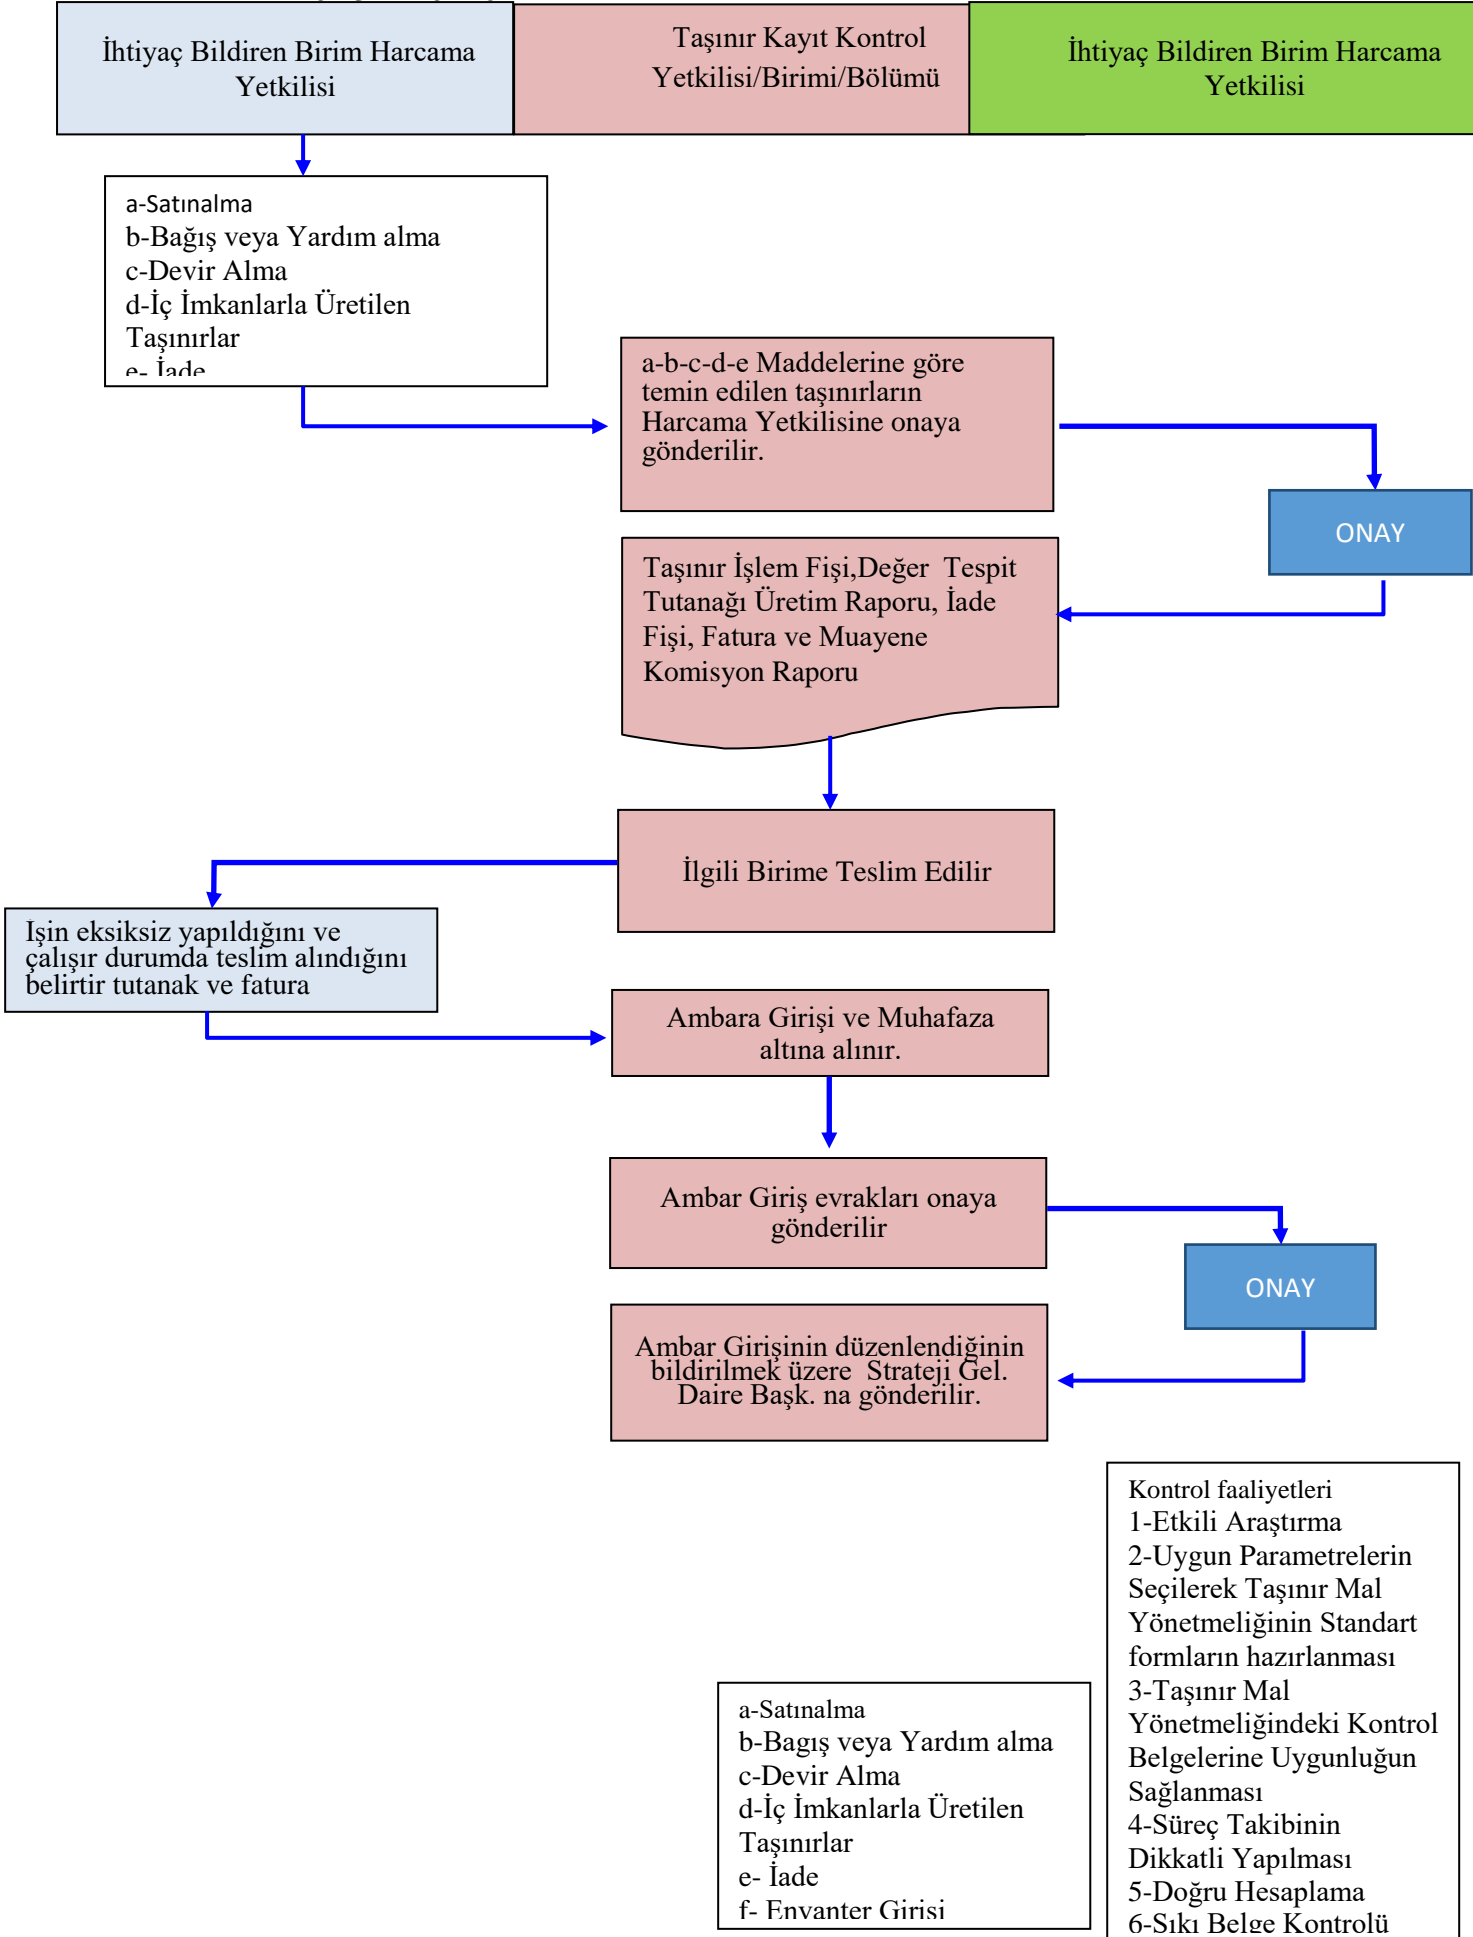 İhtiyaç Bildiren Birim Harcama
Yetkilisi
Taşınır Kayıt Kontrol
Yetkilisi/Birimi/Bölümü
İhtiyaç Bildiren Birim Harcama
Yetkilisi
a-Satınalma
b-Bağış veya Yardım alma
c-Devir Alma
d-İç İmkanlarla Üretilen
Taşınırlar
e- İade
a-b-c-d-e Maddelerine göre
temin edilen taşınırların
Harcama Yetkilisine onaya
gönderilir.
ONAY
Taşınır İşlem Fişi,Değer Tespit
Tutanağı Üretim Raporu, İade
Fişi, Fatura ve Muayene
Komisyon Raporu
İlgili Birime Teslim Edilir
İşin eksiksiz yapıldığını ve
çalışır durumda teslim alındığını
belirtir tutanak ve fatura
Ambara Girişi ve Muhafaza
altına alınır.
Ambar Giriş evrakları onaya
gönderilir
ONAY
Ambar Girişinin düzenlendiğinin
bildirilmek üzere Strateji Gel.
Daire Başk. na gönderilir.
Kontrol faaliyetleri
1-Etkili Araştırma
2-Uygun Parametrelerin
Seçilerek Taşınır Mal
Yönetmeliğinin Standart
formların hazırlanması
3-Taşınır Mal
Yönetmeliğindeki Kontrol
Belgelerine Uygunluğun
Sağlanması
4-Süreç Takibinin
Dikkatli Yapılması
5-Doğru Hesaplama
6-Sıkı Belge Kontrolü
a-Satınalma
b-Bagış veya Yardım alma
c-Devir Alma
d-İç İmkanlarla Üretilen
Taşınırlar
e- İade
f- Envanter Girişi